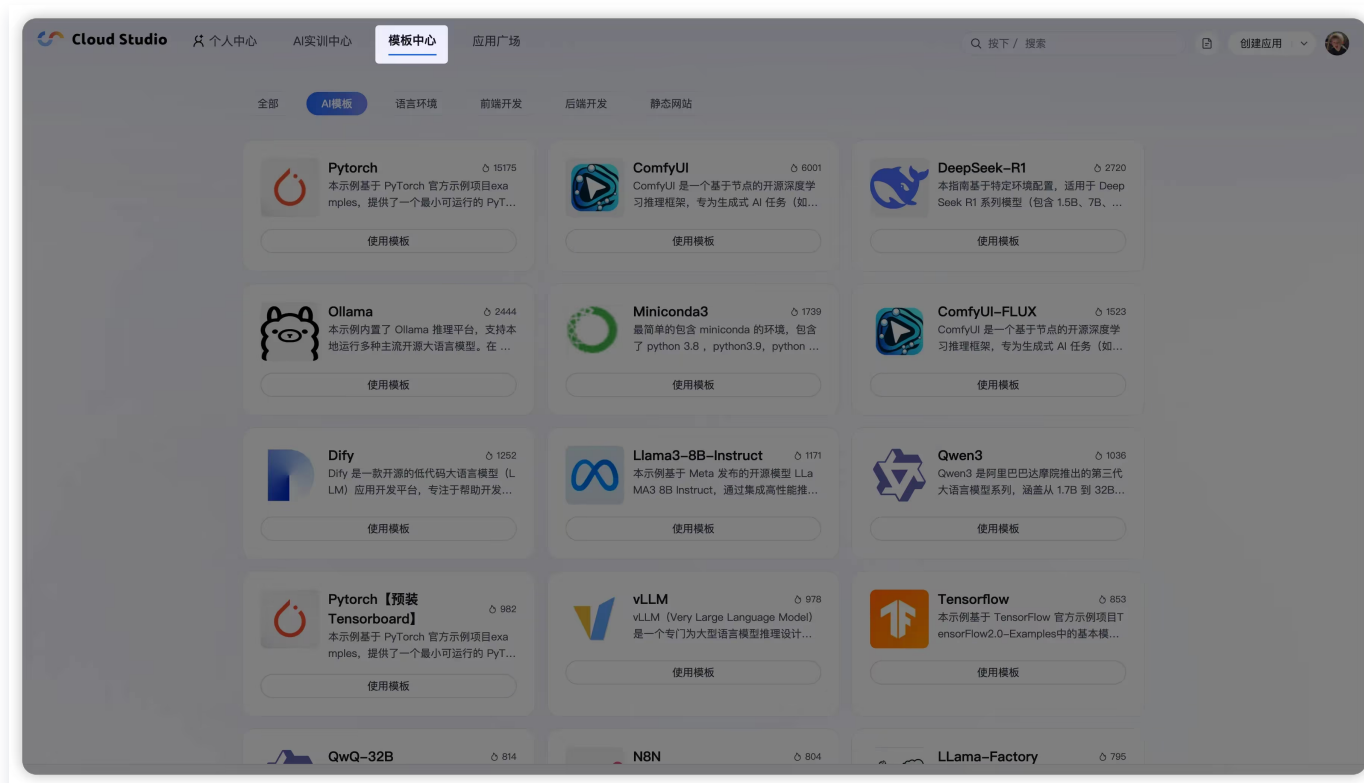 Cloud Studio 个人中心 AI实训中心 模板中心 应用广场 按下 / 搜索 创建应用
全部 AI模板 语言环境 前端开发 后端开发 静态网站
Pytorch 15175
本示例基于 PyTorch 官方示例项目exa
mples，提供了一个最小可运行的 PyT...
使用模板
ComfyUI 6001
ComfyUI 是一个基于节点的开源深度学
习推理框架，专为生成式 AI 任务（如...
使用模板
DeepSeek-R1 2720
本指南基于特定环境配置，适用于 Deep
Seek R1 系列模型（包含 1.5B、7B、...
使用模板
Ollama 2444
本示例内置了 Ollama 推理平台，支持本
地运行多种主流开源大语言模型。在 ...
使用模板
Miniconda3 1739
最简单的包含 miniconda 的环境，包含
了 python 3.8 ，python3.9，python ...
使用模板
ComfyUI-FLUX 1523
ComfyUI 是一个基于节点的开源深度学
习推理框架，专为生成式 AI 任务（如...
使用模板
Dify 1252
Dify 是一款开源的低代码大语言模型（L
LM）应用开发平台，专注于帮助开发...
使用模板
Llama3-8B-Instruct 1171
本示例基于 Meta 发布的开源模型 LLa
MA3 8B Instruct，通过集成高性能推...
使用模板
Qwen3 1036
Qwen3 是阿里巴巴达摩院推出的第三代
大语言模型系列，涵盖从 1.7B 到 32B...
使用模板
Pytorch【预装
Tensorboard】 982
本示例基于 PyTorch 官方示例项目exa
mples，提供了一个最小可运行的 PyT...
使用模板
vLLM 978
vLLM（Very Large Language Model）
是一个专门为大型语言模型推理设计...
使用模板
Tensorflow 853
本示例基于 TensorFlow 官方示例项目T
ensorFlow2.0-Examples中的基本模...
使用模板
QwQ-32B 814
N8N 804
LLama-Factory 795